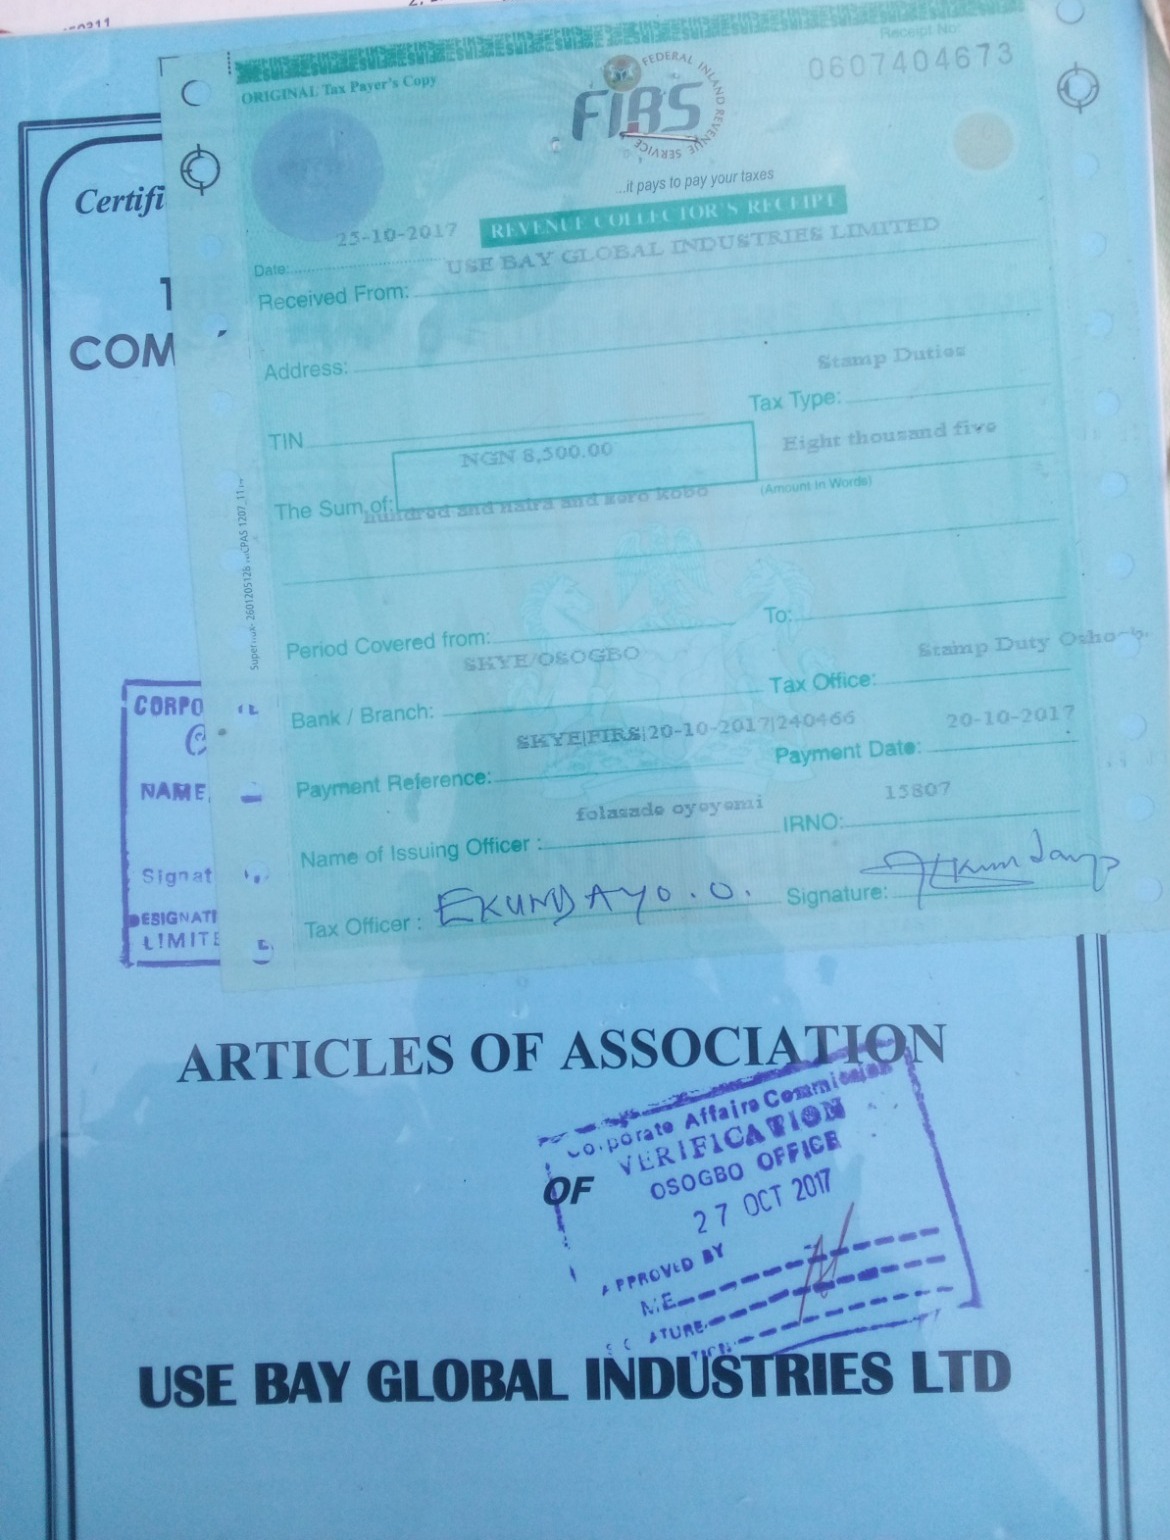 ORIGINAL Tax Payer's Copy
Receipt No:
0607404673
FIRS
FEDERAL INLAND REVENUE SERVICE
...it pays to pay your taxes
REVENUE COLLECTOR'S RECEIPT
Certifi
25-10-2017
Date:
USE BAY GLOBAL INDUSTRIES LIMITED
Received From:
COM
Address:
Stamp Duties
Tax Type:
TIN
NGN 8,500.00
Eight thousand five
The Sum of:
(Amount in Words)
hundred and naira and zero kobo
Period Covered from:
To:
SKYE/OSOGBO
Stamp Duty Osho
Bank / Branch:
Tax Office:
SKYE|FIRS|20-10-2017|240466
20-10-2017
Payment Reference:
Payment Date:
folasade oyeyemi
15807
Name of Issuing Officer :
IRNO:
Tax Officer : EKUNDAYO . O.
Signature:
CORPO
NAME
Signat
DESIGNATI
LIMITE
ARTICLES OF ASSOCIATION
Corporate Affairs Commission
VERIFICATION
OSOGBO OFFICE
27 OCT 2017
OF
APPROVED BY
ME
ATURE
USE BAY GLOBAL INDUSTRIES LTD